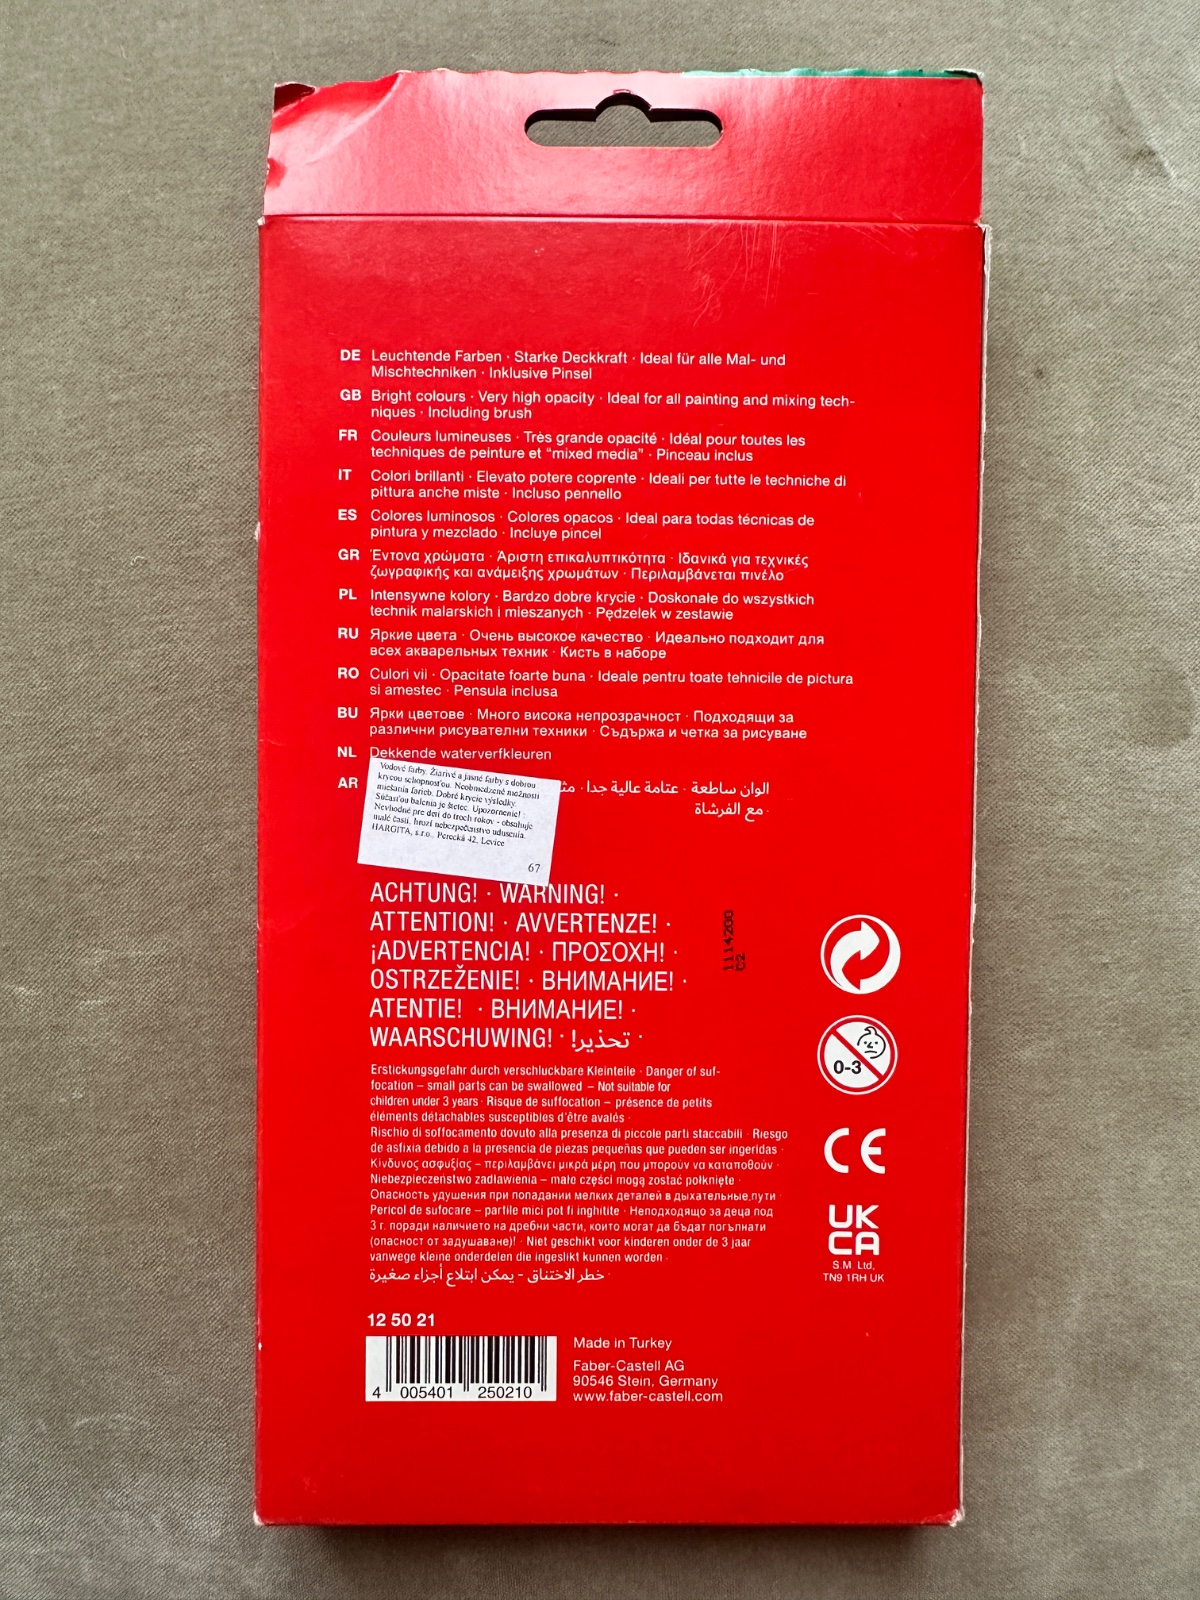 DE Leuchtende Farben · Starke Deckkraft · Ideal für alle Mal- und
Mischtechniken · Inklusive Pinsel
GB Bright colours · Very high opacity · Ideal for all painting and mixing tech-
niques · Including brush
FR Couleurs lumineuses · Très grande opacité · Idéal pour toutes les
techniques de peinture et “mixed media” · Pinceau inclus
IT Colori brillanti · Elevato potere coprente · Ideali per tutte le techniche di
pittura anche miste · Incluso pennello
ES Colores luminosos · Colores opacos · Ideal para todas técnicas de
pintura y mezclado · Incluye pincel
GR Έντονα χρώματα · Άριστη επικαλυπτικότητα · Ιδανικά για τεχνικές
ζωγραφικής και ανάμειξης χρωμάτων · Περιλαμβάνεται πινέλο
PL Intensywne kolory · Bardzo dobre krycie · Doskonałe do wszystkich
technik malarskich i mieszanych · Pędzelek w zestawie
RU Яркие цвета · Очень высокое качество · Идеально подходит для
всех акварельных техник · Кисть в наборе
RO Culori vii · Opacitate foarte buna · Ideale pentru toate tehnicile de pictura
si amestec · Pensula inclusa
BU Ярки цветове · Много висока непрозрачност · Подходящи за
различни рисувателни техники · Съдържа и четка за рисуване
NL Dekkende waterverfkleuren
AR الوان ساطعة · عتامة عالية جدا ·
مع الفرشاة ·
Vodové farby. Žiarivé a jasné farby s dobrou
krycou schopnosťou. Neobmedzené možnosti
miešania farieb. Dobré krycie výsledky.
Súčasťou balenia je štetec. Upozornenie!
Nevhodné pre deti do troch rokov - obsahuje
malé časti, hrozí nebezpečenstvo udusenia.
HARGITA, s.r.o., Perecká 42, Levice
67
ACHTUNG! · WARNING! ·
ATTENTION! · AVVERTENZE! ·
¡ADVERTENCIA! · ΠΡΟΣΟΧΗ! ·
OSTRZEŽENIE! · ВНИМАНИЕ! ·
ATENTIE! · ВНИМАНИЕ! ·
WAARSCHUWING! · تحذير! ·
1114200
C2
Erstickungsgefahr durch verschluckbare Kleinteile · Danger of suf-
focation – small parts can be swallowed – Not suitable for
children under 3 years · Risque de suffocation – présence de petits
éléments détachables susceptibles d'être avalés ·
Rischio di soffocamento dovuto alla presenza di piccole parti staccabili · Riesgo
de asfixia debido a la presencia de piezas pequeñas que pueden ser ingeridas ·
Κίνδυνος ασφυξίας – περιλαμβάνει μικρά μέρη που μπορούν να καταποθούν ·
Niebezpieczeństwo zadławienia – małe części mogą zostać połknięte ·
Опасность удушения при попадании мелких деталей в дыхательные пути ·
Pericol de sufocare – partile mici pot fi inghitite · Неподходящо за деца под
3 г. поради наличието на дребни части, които могат да бъдат погълнати
(опасност от задушаване)! · Niet geschikt voor kinderen onder de 3 jaar
vanwege kleine onderdelen die ingeslikt kunnen worden ·
خطر الاختناق - يمكن ابتلاع أجزاء صغيرة ·
0-3
CE
UK
CA
S.M. Ltd,
TN9 1RH UK
12 50 21
4 005401 250210
Made in Turkey
Faber-Castell AG
90546 Stein, Germany
www.faber-castell.com